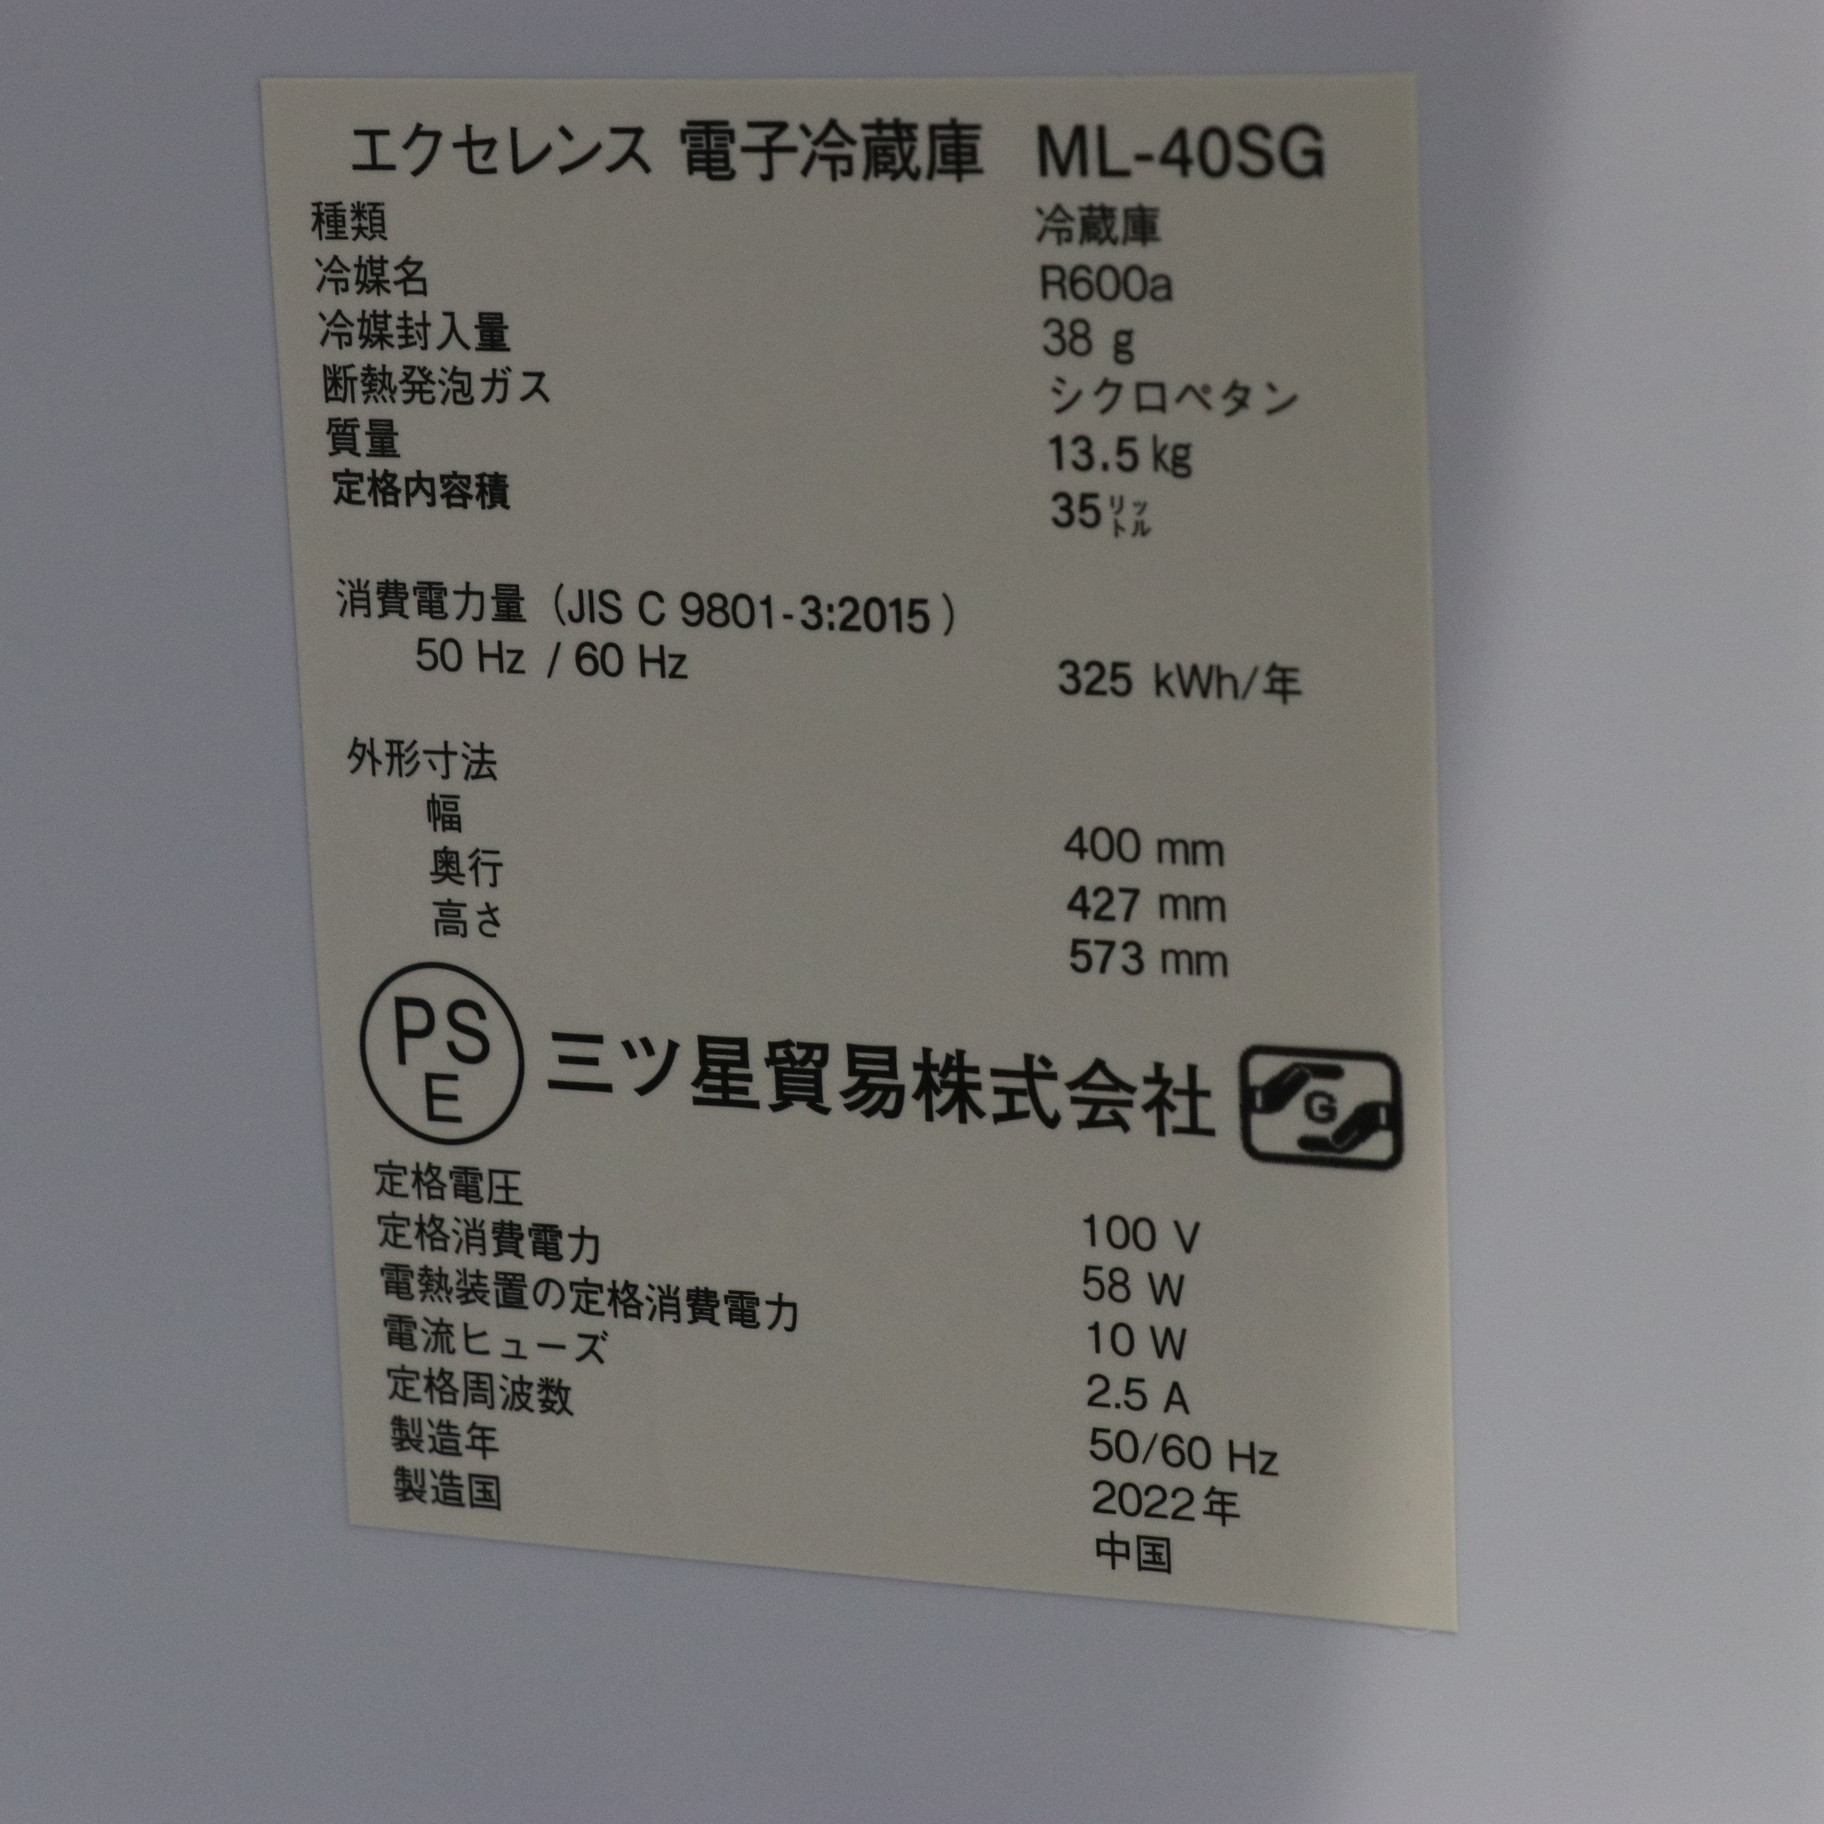 エクセレンス 電子冷蔵庫 ML-40SG
種類 冷蔵庫
冷媒名 R600a
冷媒封入量 38 g
断熱発泡ガス シクロペタン
質量 13.5 kg
定格内容積 35リットル
消費電力量（JIS C 9801-3:2015）
50 Hz / 60 Hz 325 kWh/年
外形寸法
幅 400 mm
奥行 427 mm
高さ 573 mm
PS
E
三ツ星貿易株式会社 G
定格電圧 100 V
定格消費電力 58 W
電熱装置の定格消費電力 10 W
電流ヒューズ 2.5 A
定格周波数 50/60 Hz
製造年 2022年
製造国 中国